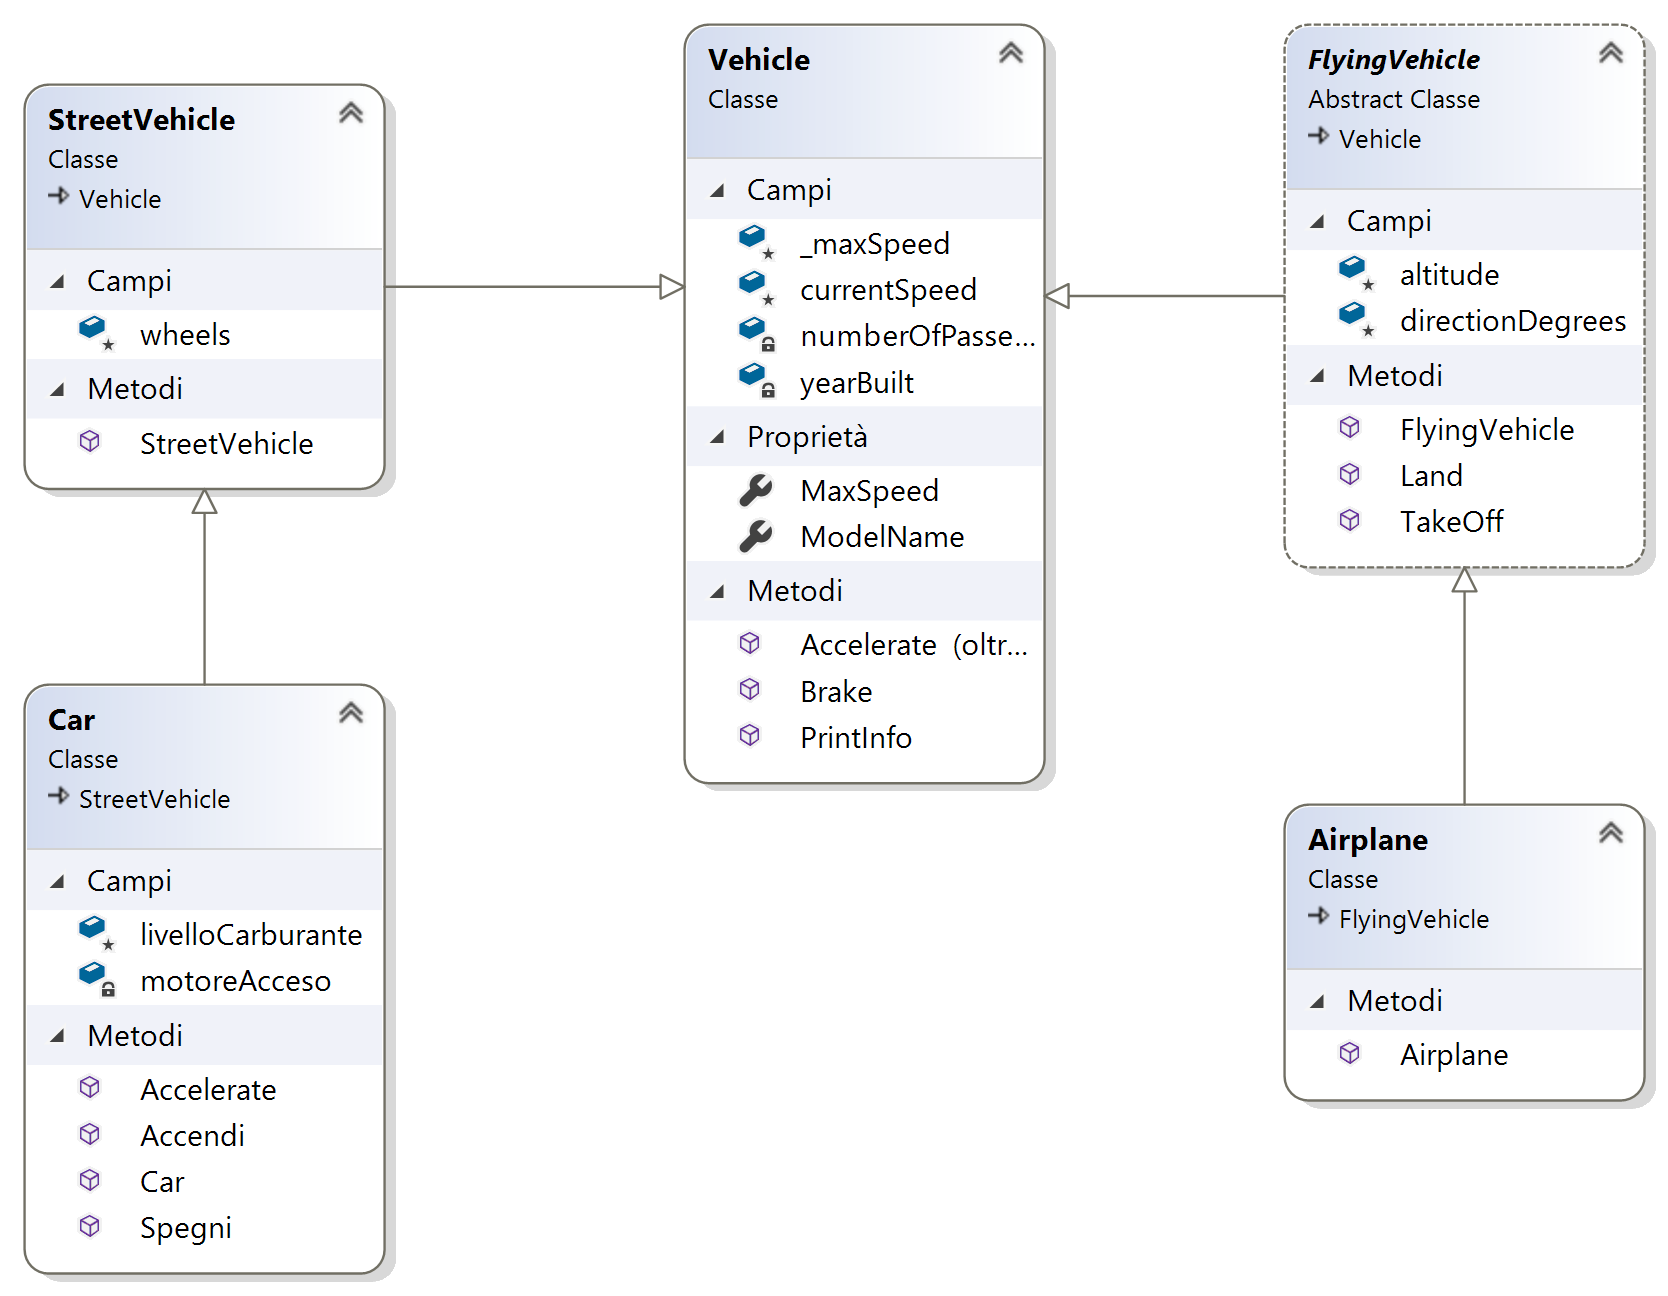 StreetVehicle
Classe
Vehicle
Campi
wheels
Metodi
StreetVehicle
Car
Classe
StreetVehicle
Campi
livelloCarburante
motoreAcceso
Metodi
Accelerate
Accendi
Car
Spegni
Vehicle
Classe
Campi
_maxSpeed
currentSpeed
numberOfPasse...
yearBuilt
Proprietà
MaxSpeed
ModelName
Metodi
Accelerate (oltr...
Brake
PrintInfo
FlyingVehicle
Abstract Classe
Vehicle
Campi
altitude
directionDegrees
Metodi
FlyingVehicle
Land
TakeOff
Airplane
Classe
FlyingVehicle
Metodi
Airplane